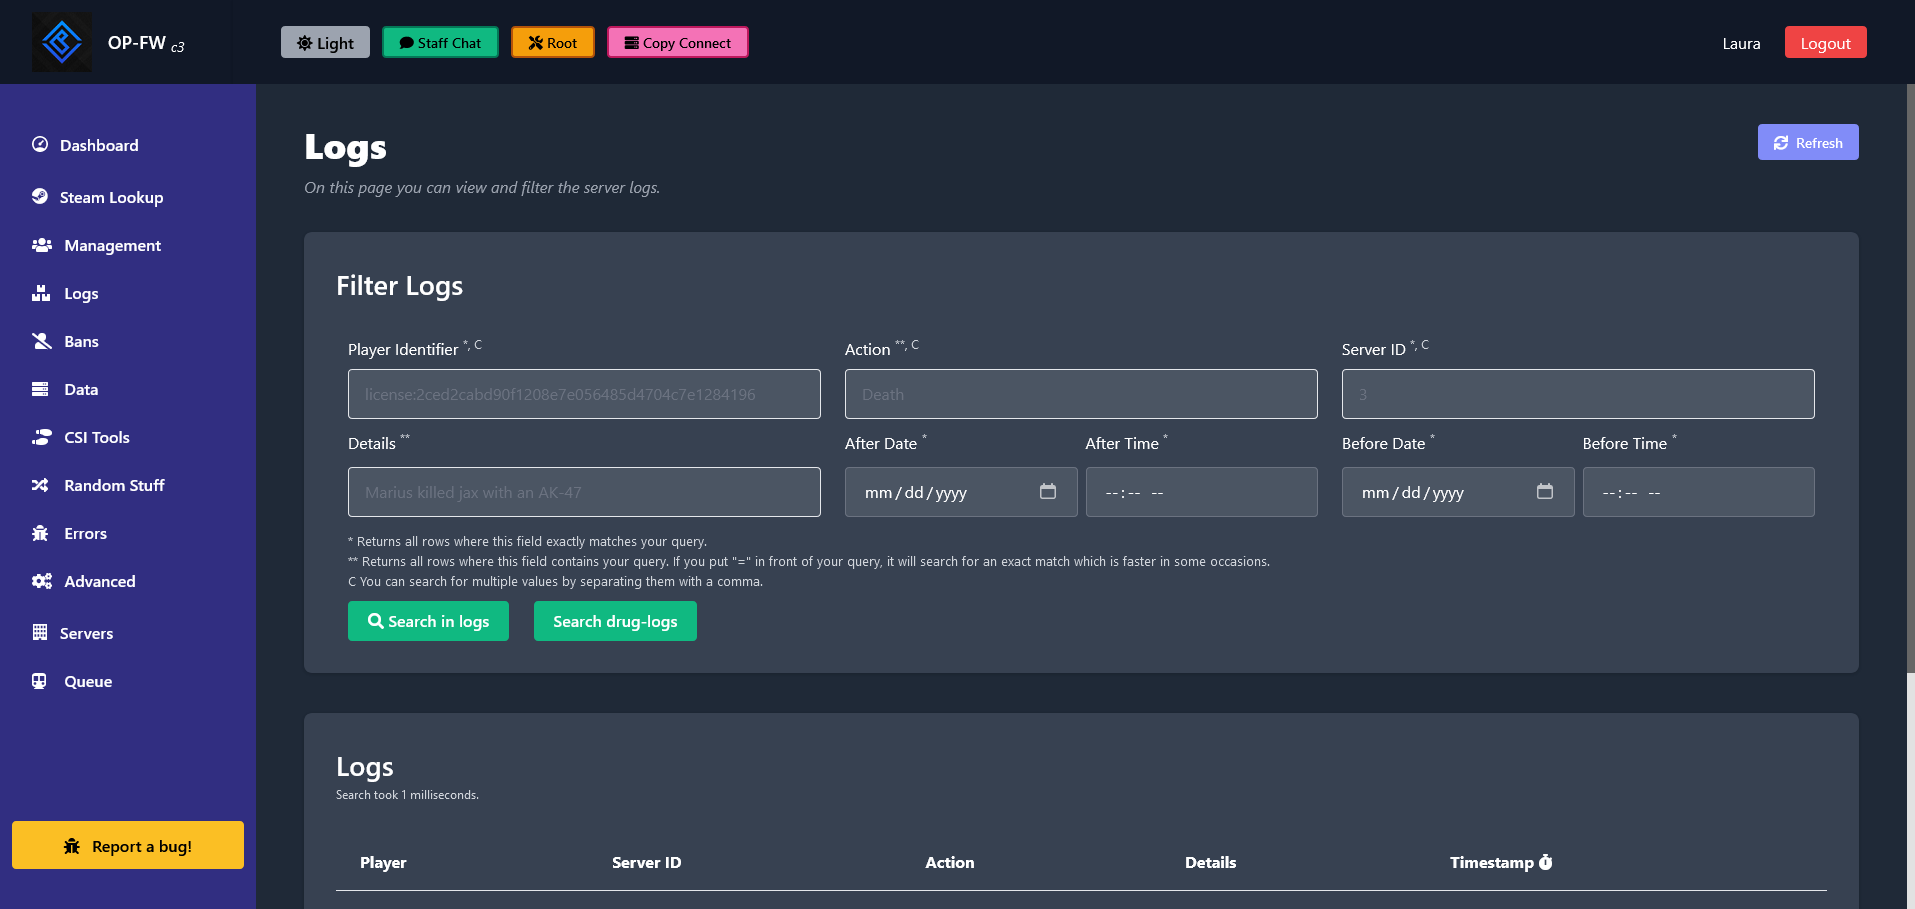 OP-FW c3
Light
Staff Chat
Root
Copy Connect
Laura
Logout
Dashboard
Steam Lookup
Management
Logs
Bans
Data
CSI Tools
Random Stuff
Errors
Advanced
Servers
Queue
Report a bug!
Logs
Refresh
On this page you can view and filter the server logs.
Filter Logs
Player Identifier *, C
Action **, C
Server ID *, C
license:2ced2cabd90f1208e7e056485d4704c7e1284196
Death
3
Details **
After Date *
After Time *
Before Date *
Before Time *
Marius killed jax with an AK-47
mm/dd/yyyy
--:-- --
mm/dd/yyyy
--:-- --
* Returns all rows where this field exactly matches your query.
** Returns all rows where this field contains your query. If you put "=" in front of your query, it will search for an exact match which is faster in some occasions.
C You can search for multiple values by separating them with a comma.
Search in logs
Search drug-logs
Logs
Search took 1 milliseconds.
Player
Server ID
Action
Details
Timestamp